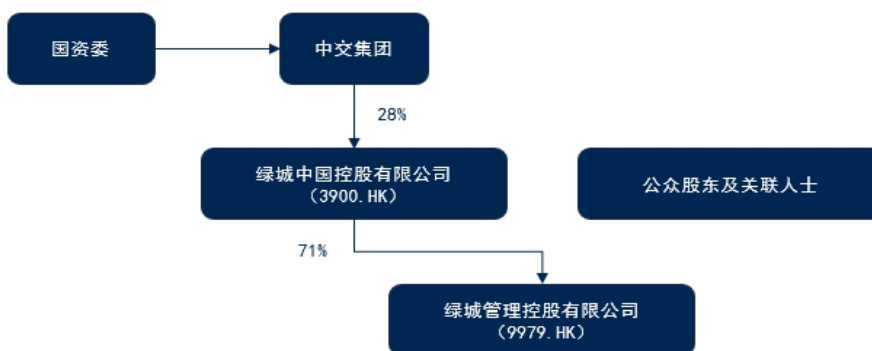 国资委
中交集团
28%
绿城中国控股有限公司
（3900.HK）
公众股东及关联人士
71%
绿城管理控股有限公司
（9979.HK）